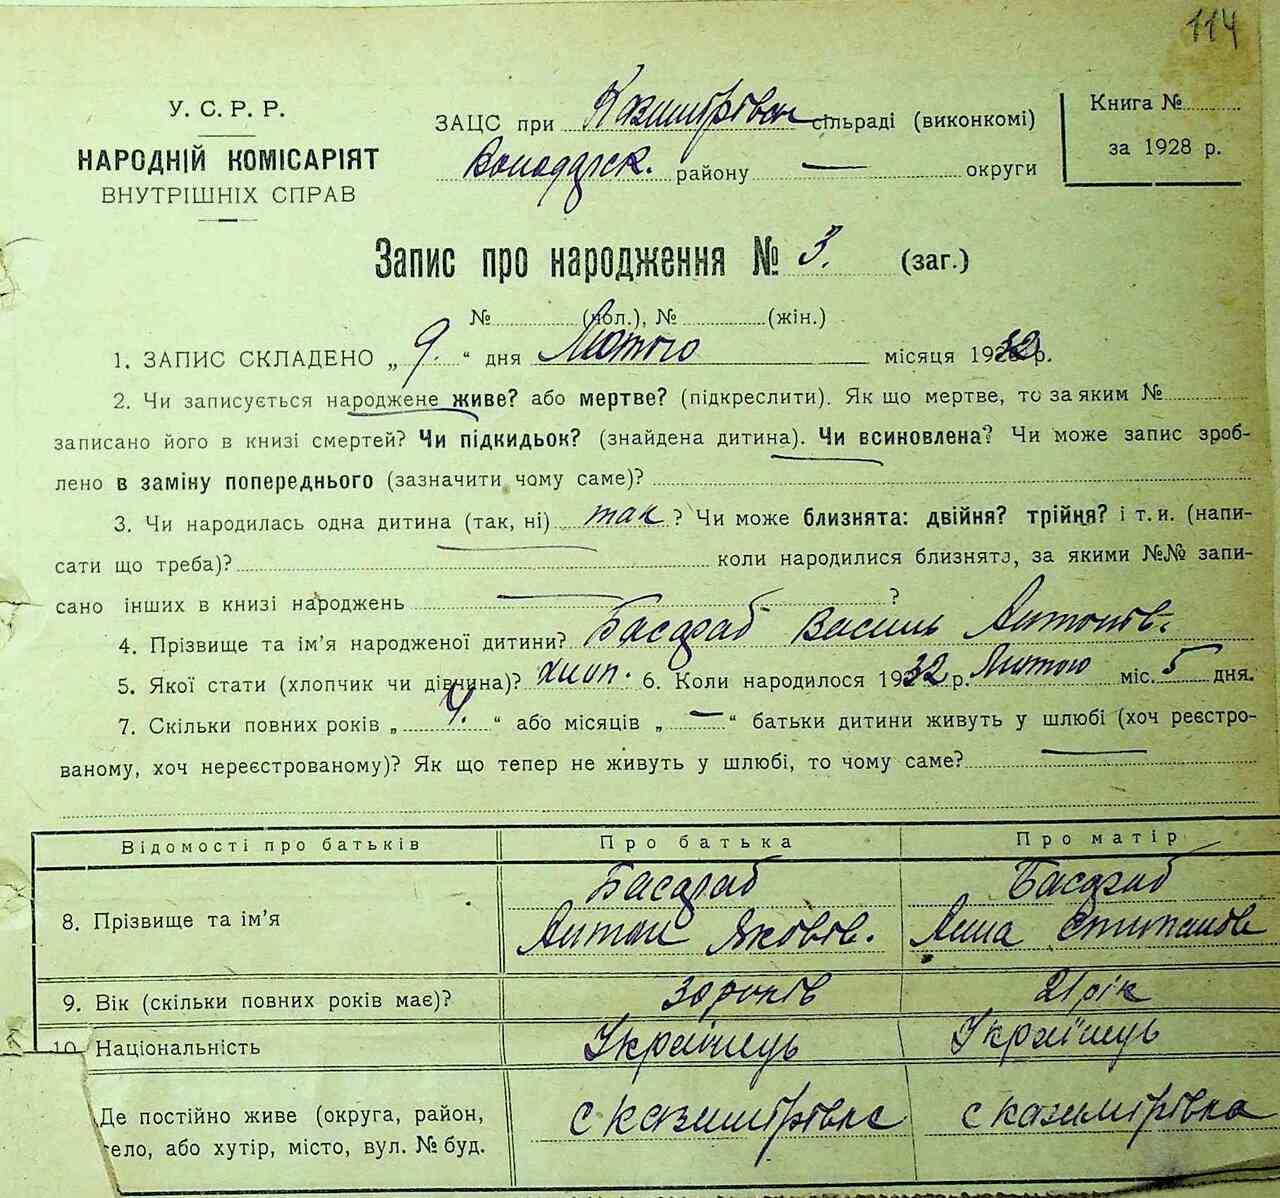 114
У. С. Р. Р.
НАРОДНІЙ КОМІСАРІЯТ
ВНУТРІШНІХ СПРАВ
ЗАЦС при Казимірівск сільраді (виконкомі)
Володарск. району — округи
Книга №
за 1928 р.
Запис про народження № 3. (заг.)
№ (чол.), № (жін.)
1. ЗАПИС СКЛАДЕНО „ 9. “ дня Лютого місяця 1932 р.
2. Чи записується народжене живе? або мертве? (підкреслити). Як що мертве, то за яким №
записано його в книзі смертей? Чи підкидьок? (знайдена дитина). Чи всиновлена? Чи може запис зроб-
лено в заміну попереднього (зазначити чому саме)?
3. Чи народилась одна дитина (так, ні) так ? Чи може близнята: двійня? трійня? і т. и. (напи-
сати що треба)? коли народилися близнята, за якими №№ запи-
сано інших в книзі народжень — ?
4. Прізвище та ім’я народженої дитини? Басараб Василь Антонів.
5. Якої стати (хлопчик чи дівчина)? хлоп. 6. Коли народилося 1932 р. Лютого міс. 5 дня.
7. Скільки повних років „ 4. “ або місяців „ — “ батьки дитини живуть у шлюбі (хоч реєстро-
ваному, хоч нереєстрованому)? Як що тепер не живуть у шлюбі, то чому саме? —
Відомості про батьків Про батька Про матір
Басараб Басараб
8. Прізвище та ім’я Антон Яковів. Анна Степанова
9. Вік (скільки повних років має)? 30 років 21 рік
10. Національність Українець Українець
Де постійно живе (округа, район, с Казимірівка с Казимірівка
село, або хутір, місто, вул. № буд.